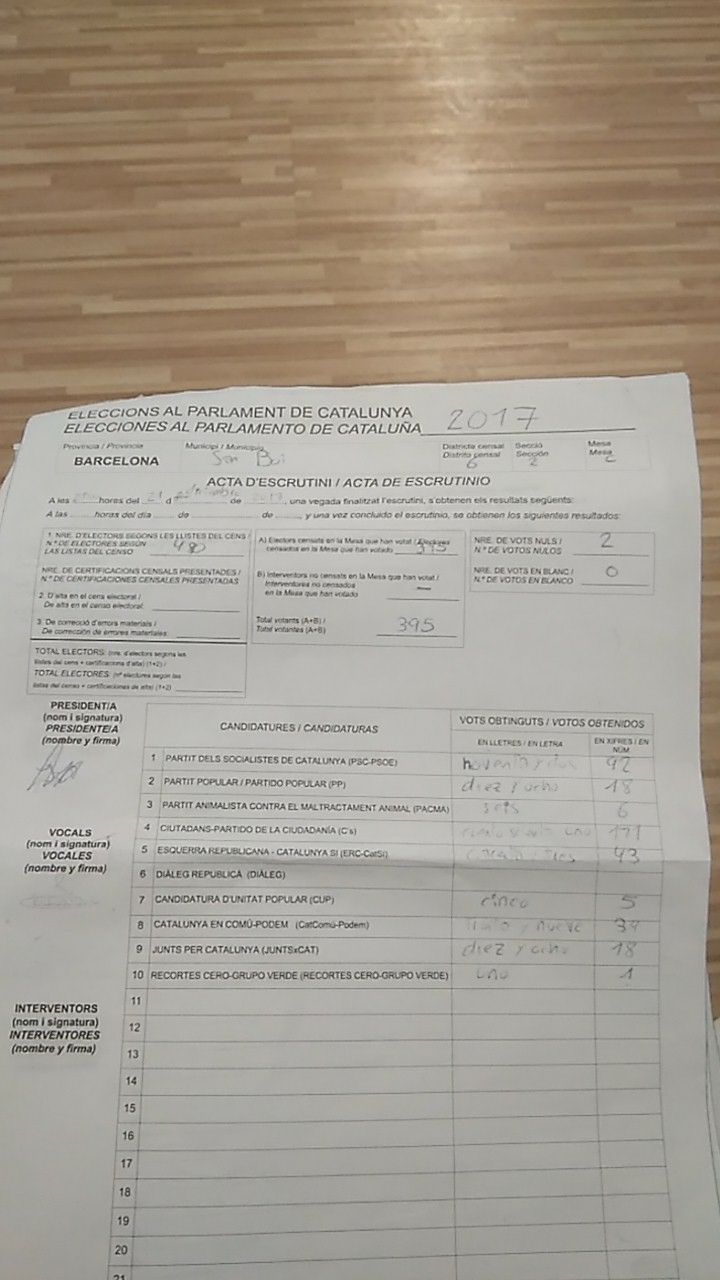 ELECCIONS AL PARLAMENT DE CATALUNYA
ELECCIONES AL PARLAMENTO DE CATALUÑA 2017
Provincia / Provincia Municipi / Municipio Districte censal Secció Mesa
BARCELONA San Boi Distrito censal Sección Mesa
6 2
ACTA D'ESCRUTINI / ACTA DE ESCRUTINIO
A les horas del 21 d de 2017, una vegada finalitzat l'escrutini, s'obtenen els resultats següents:
A las horas del día de de , y una vez concluido el escrutinio, se obtienen los siguientes resultados:
1. NRE. D'ELECTORS SEGONS LES LLISTES DEL CENS /
N.º DE ELECTORES SEGÚN
LAS LISTAS DEL CENSO 480
NRE. DE CERTIFICACIONS CENSALS PRESENTADES /
N.º DE CERTIFICACIONES CENSALES PRESENTADAS
2. D'alta en el cens electoral /
De alta en el censo electoral:
3. De correcció d'errors materials /
De corrección de errores materiales:
TOTAL ELECTORS: (nre. d'electors segons les
llistes del cens + certificacions d'alta) (1+2) /
TOTAL ELECTORES: (nº electores según las
listas del censo + certificaciones de alta) (1+2)
A) Electors censats en la Mesa que han votat / Electores
censados en la Mesa que han votado 395
B) Interventors no censats en la Mesa que han votat /
Interventores no censados
en la Mesa que han votado
Total votants (A+B) /
Total votantes (A+B) 395
NRE. DE VOTS NULS / 2
N.º DE VOTOS NULOS
NRE. DE VOTS EN BLANC / 0
N.º DE VOTOS EN BLANCO
PRESIDENT/A
(nom i signatura)
PRESIDENTE/A
(nombre y firma)
VOCALS
(nom i signatura)
VOCALES
(nombre y firma)
INTERVENTORS
(nom i signatura)
INTERVENTORES
(nombre y firma)
CANDIDATURES / CANDIDATURAS VOTS OBTINGUTS / VOTOS OBTENIDOS
EN LLETRES / EN LETRA EN XIFRES / EN NÚM.
1 PARTIT DELS SOCIALISTES DE CATALUNYA (PSC-PSOE) noventa y dos 92
2 PARTIT POPULAR / PARTIDO POPULAR (PP) diez y ocho 18
3 PARTIT ANIMALISTA CONTRA EL MALTRACTAMENT ANIMAL (PACMA) seis 6
4 CIUTADANS-PARTIDO DE LA CIUDADANÍA (C's) uno 171
5 ESQUERRA REPUBLICANA - CATALUNYA SÍ (ERC-CatSí) tres 43
6 DIÀLEG REPUBLICÀ (DIÀLEG)
7 CANDIDATURA D'UNITAT POPULAR (CUP) cinco 5
8 CATALUNYA EN COMÚ-PODEM (CatComú-Podem) y nueve 39
9 JUNTS PER CATALUNYA (JUNTSxCAT) diez y ocho 18
10 RECORTES CERO-GRUPO VERDE (RECORTES CERO-GRUPO VERDE) uno 1
11
12
13
14
15
16
17
18
19
20
21